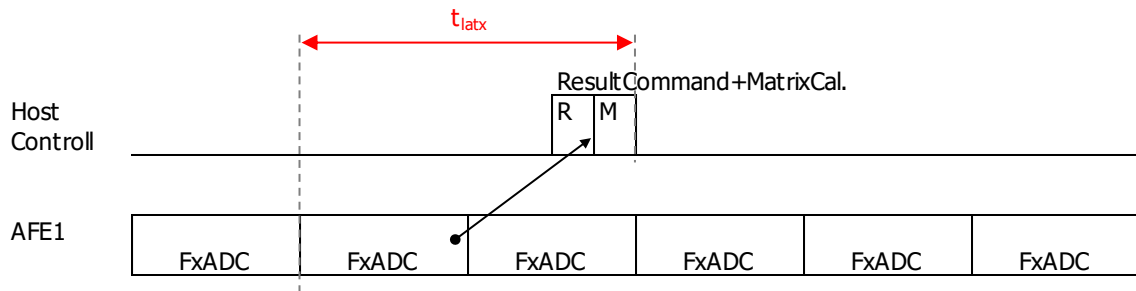 t_latx
ResultCommand+MatrixCal.
Host
Controll
R M
AFE1
FxADC FxADC FxADC FxADC FxADC FxADC